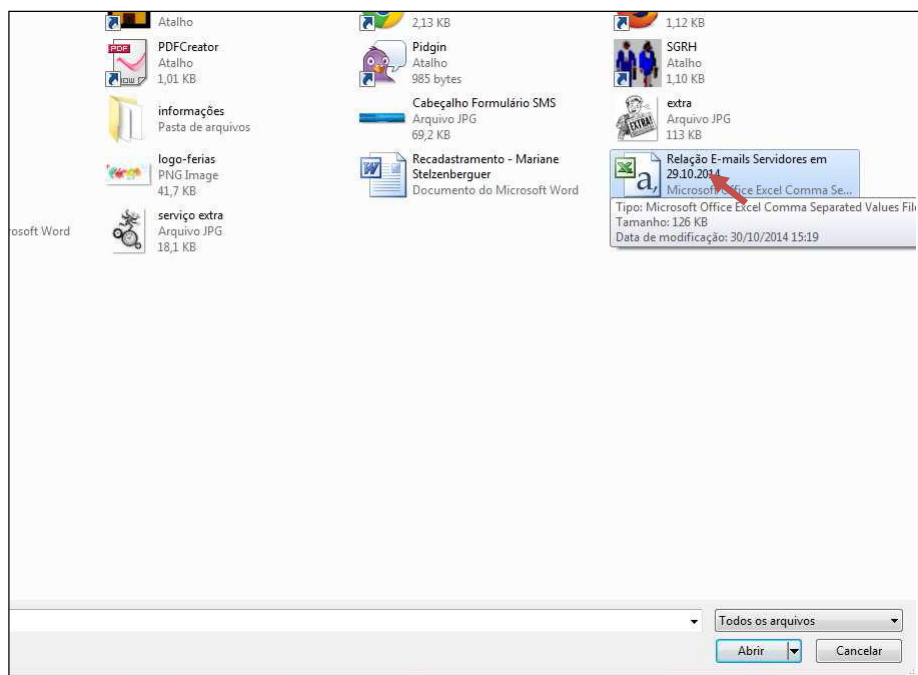 Atalho
2,13 KB
1,12 KB
PDFCreator
Atalho
1,01 KB
Pidgin
Atalho
985 bytes
SGRH
Atalho
1,10 KB
informações
Pasta de arquivos
Cabeçalho Formulário SMS
Arquivo JPG
69,2 KB
extra
Arquivo JPG
113 KB
EXTRA!
logo-ferias
PNG Image
41,7 KB
Recadastramento - Mariane
Stelzenberguer
Documento do Microsoft Word
Relação E-mails Servidores em
29.10.2014
Microsoft Office Excel Comma Se...
rosoft Word
serviço extra
Arquivo JPG
18,1 KB
Tipo: Microsoft Office Excel Comma Separated Values File
Tamanho: 126 KB
Data de modificação: 30/10/2014 15:19
Todos os arquivos
Abrir
Cancelar